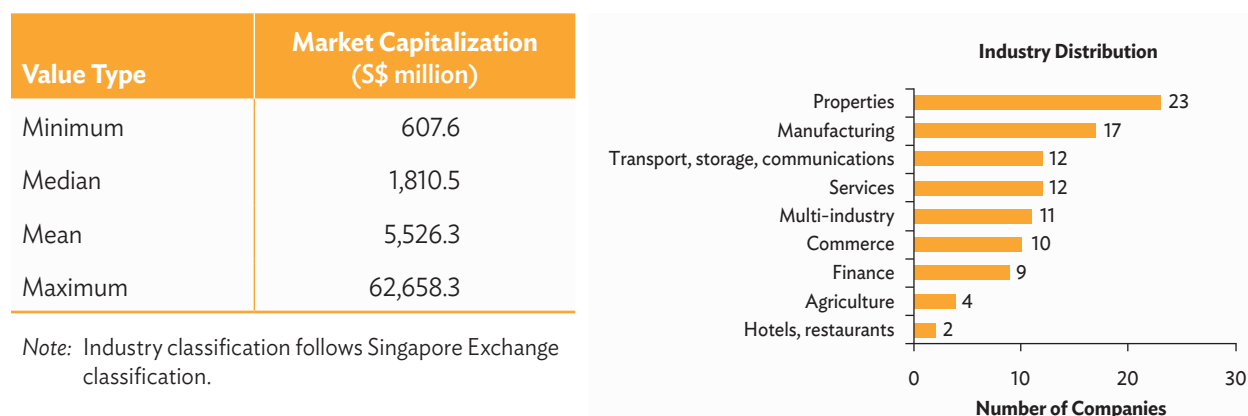 Value Type
Market Capitalization
(S$ million)
Minimum 607.6
Median 1,810.5
Mean 5,526.3
Maximum 62,658.3
Note: Industry classification follows Singapore Exchange
classification.
Industry Distribution
Properties 23
Manufacturing 17
Transport, storage, communications 12
Services 12
Multi-industry 11
Commerce 10
Finance 9
Agriculture 4
Hotels, restaurants 2
0 10 20 30
Number of Companies